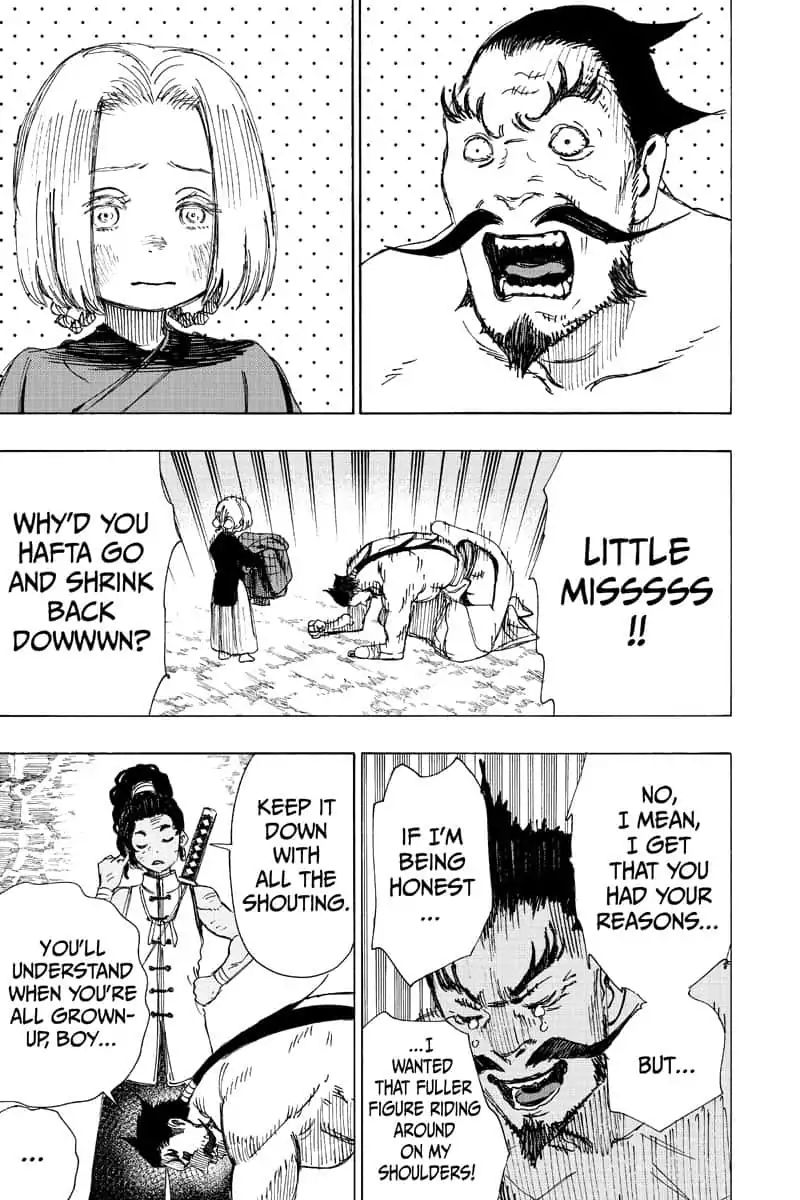 LITTLE
MISSSSS
!!
WHY'D YOU
HAFTA GO
AND SHRINK
BACK
DOWWWN?
NO,
I MEAN,
I GET
THAT YOU
HAD YOUR
REASONS...
BUT...
IF I'M
BEING
HONEST
...
...I
WANTED
THAT FULLER
FIGURE RIDING
AROUND
ON MY
SHOULDERS!
KEEP IT
DOWN
WITH
ALL THE
SHOUTING.
YOU'LL
UNDERSTAND
WHEN YOU'RE
ALL GROWN-
UP, BOY...
...